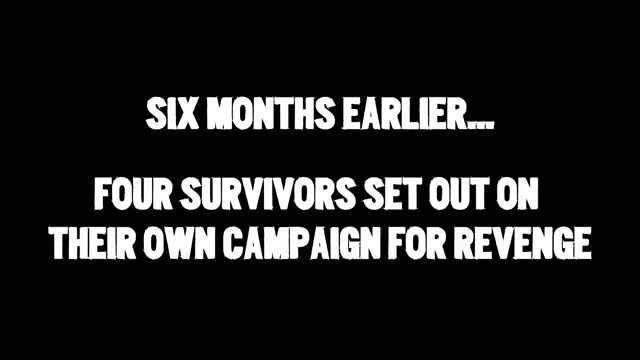 SIX MONTHS EARLIER...
FOUR SURVIVORS SET OUT ON
THEIR OWN CAMPAIGN FOR REVENGE